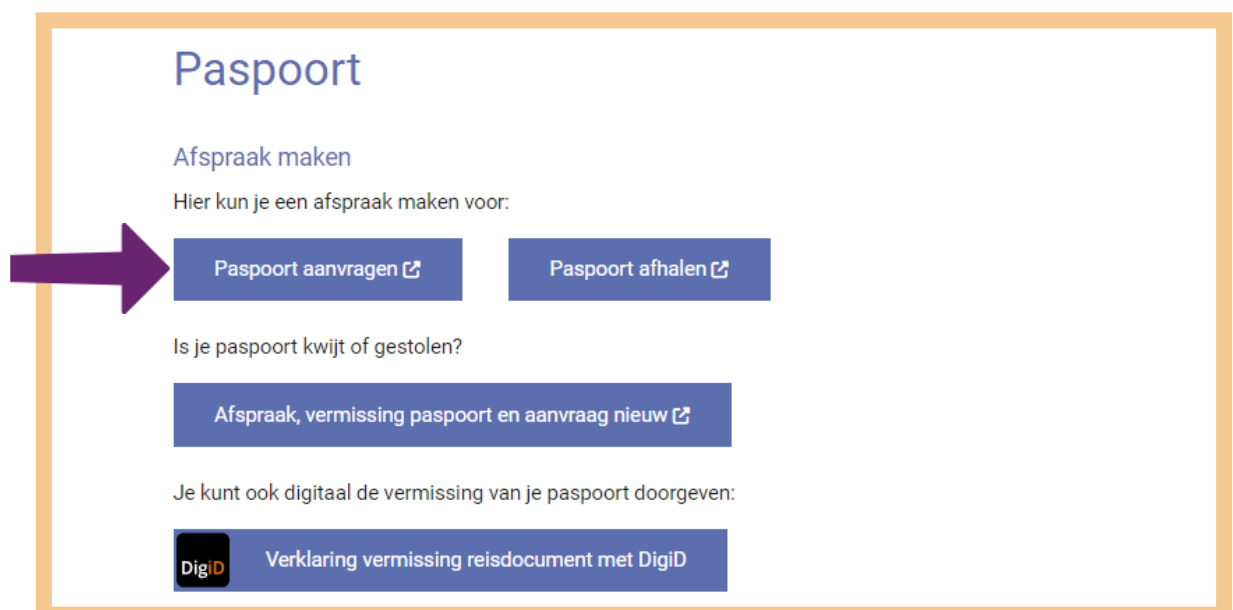 Paspoort
Afspraak maken
Hier kun je een afspraak maken voor:
Paspoort aanvragen
Paspoort afhalen
Is je paspoort kwijt of gestolen?
Afspraak, vermissing paspoort en aanvraag nieuw
Je kunt ook digitaal de vermissing van je paspoort doorgeven:
DigiD
Verklaring vermissing reisdocument met DigiD